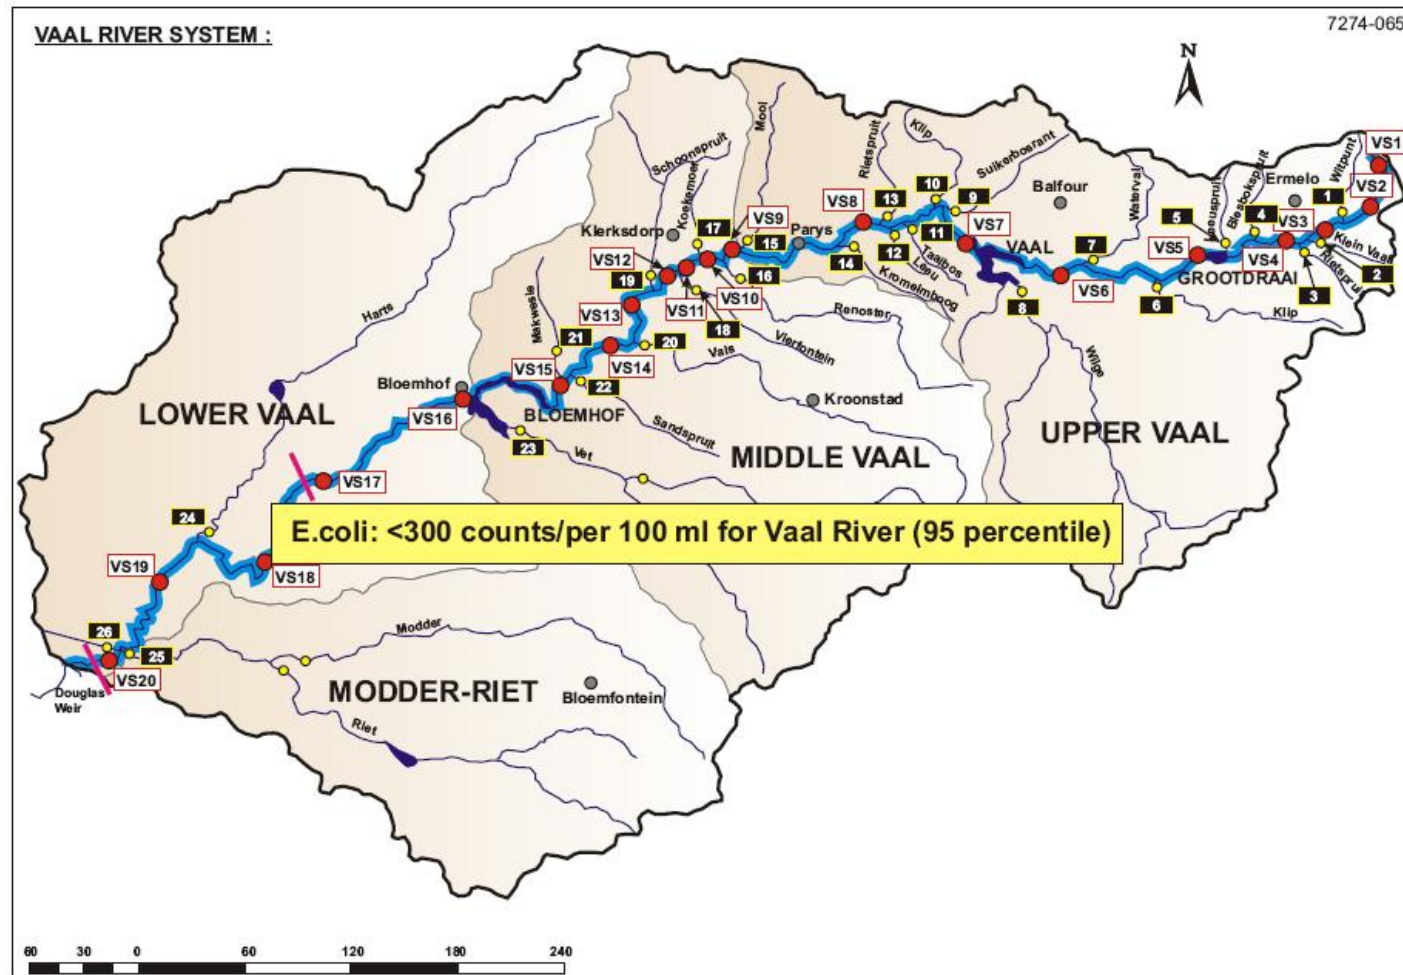 VAAL RIVER SYSTEM :
7274-065
N
VS1
VS2
Witpunt
1
Ermelo
Blesbokspruit
4
VS3
5
VS5
VS4
GROOTDRAAI
Klein Vaal
2
3
Klip
6
Waterval
7
Balfour
VS6
VAAL
VS7
8
Wilge
Suikerbosrant
Klip
9
10
11
Rietspruit
13
12
VS8
Taaibos
Leeu
Kromelmboog
14
Parys
Mooi
VS9
15
16
17
Koekemoer
Schoonspruit
Klerksdorp
VS12
19
VS10
VS11
18
VS13
Renoster
Vierfontein
Vals
20
VS14
Makwesie
21
VS15
22
Kroonstad
Sandspruit
BLOEMHOF
Bloemhof
VS16
23
Vet
Harts
LOWER VAAL
MIDDLE VAAL
UPPER VAAL
VS17
E.coli: <300 counts/per 100 ml for Vaal River (95 percentile)
24
VS18
VS19
26
25
VS20
Douglas
Weir
Modder
MODDER-RIET
Bloemfontein
Riet
60 30 0 60 120 180 240